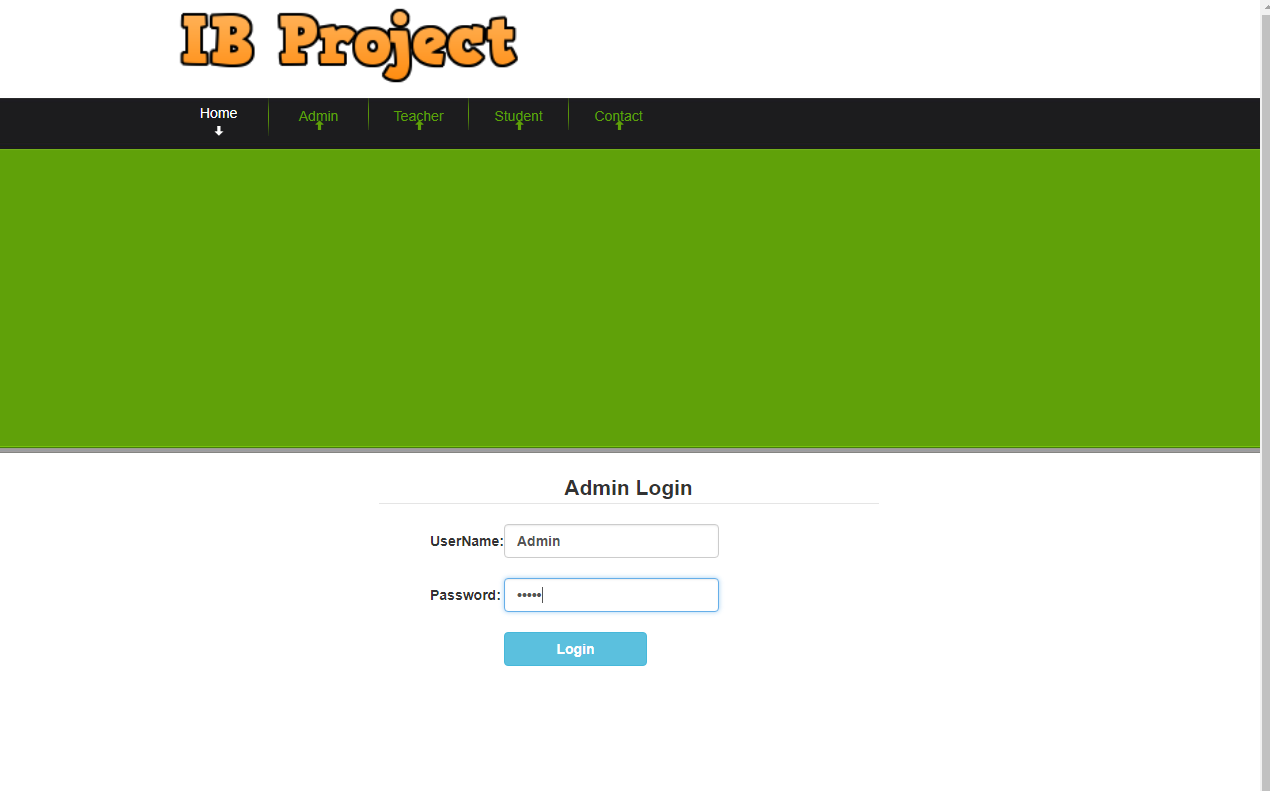 IB Project
Home Admin Teacher Student Contact
Admin Login
UserName: Admin
Password: •••••
Login